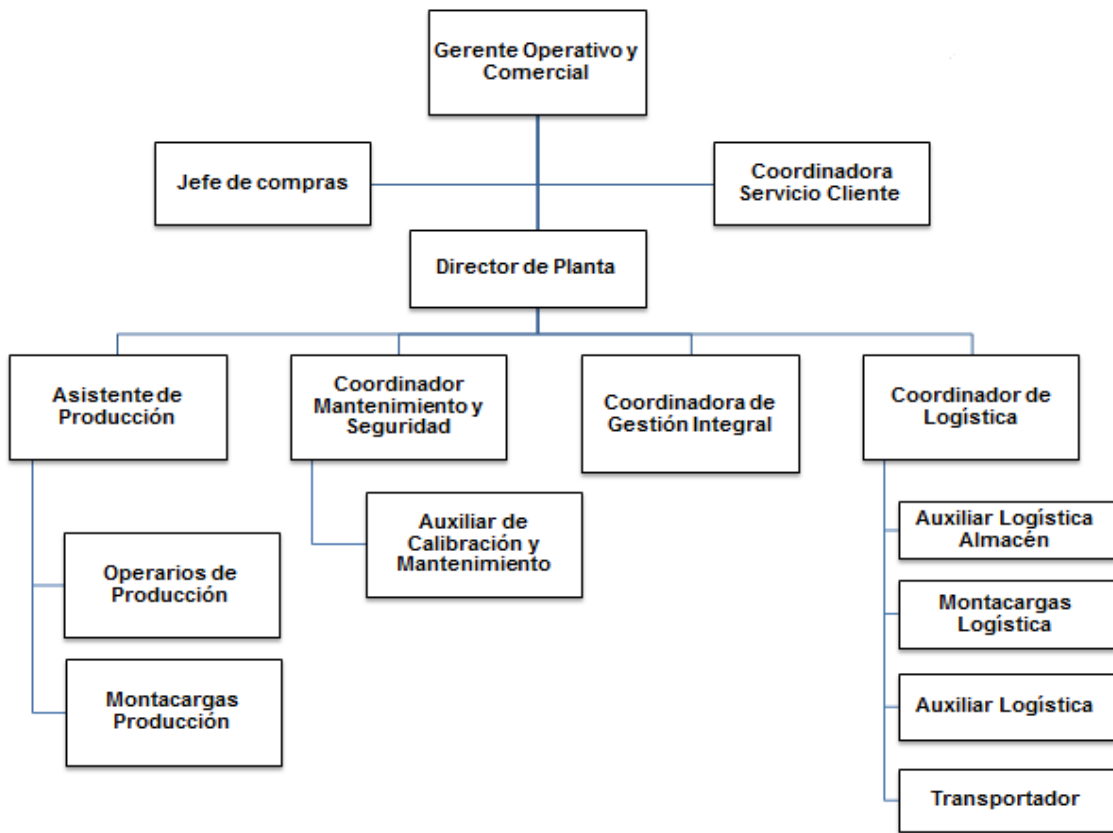 Gerente Operativo y
Comercial
Jefe de compras
Coordinadora
Servicio Cliente
Director de Planta
Asistente de
Producción
Coordinador
Mantenimiento y
Seguridad
Coordinadora de
Gestión Integral
Coordinador de
Logística
Auxiliar de
Calibración y
Mantenimiento
Operarios de
Producción
Montacargas
Producción
Auxiliar Logística
Almacén
Montacargas
Logística
Auxiliar Logística
Transportador